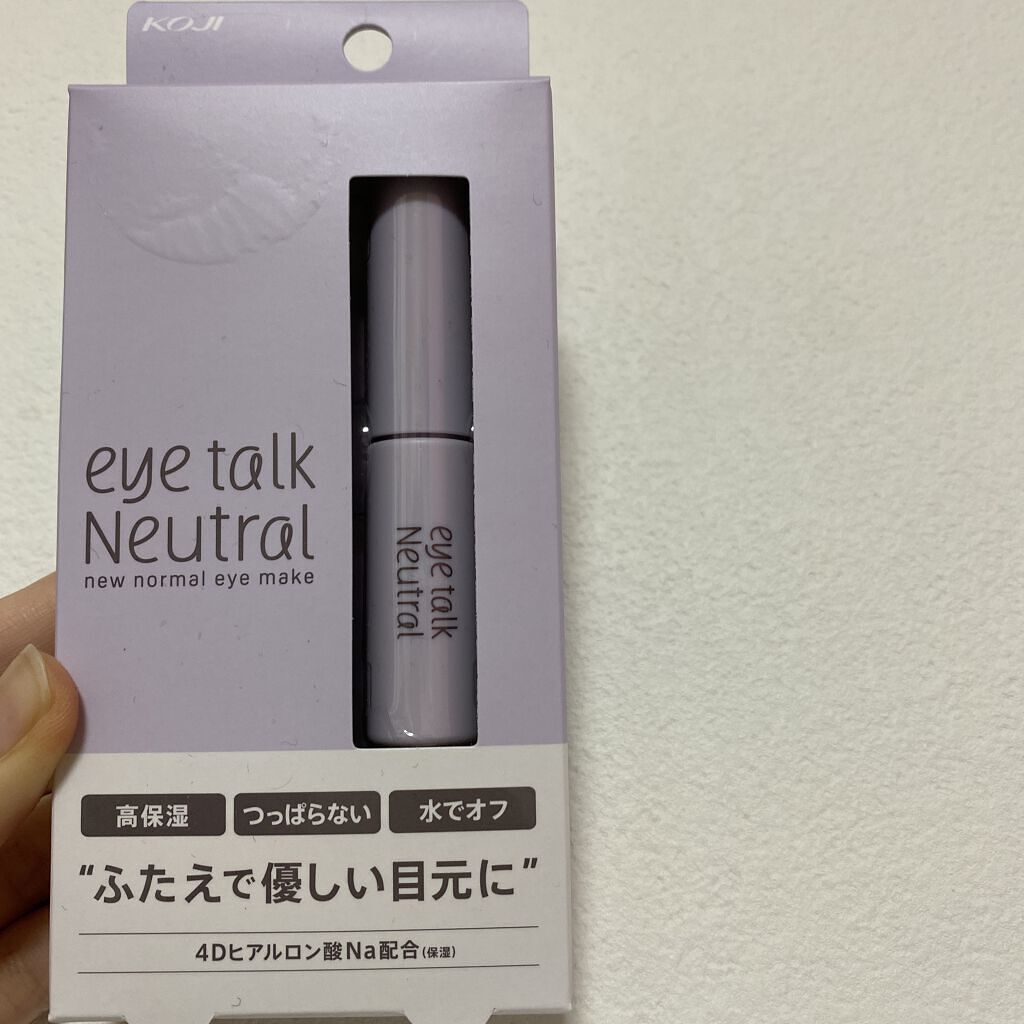 KOJI
eye talk
Neutral
new normal eye make
eye talk
Neutral
高保湿
つっぱらない
水でオフ
“ふたえで優しい目元に”
4Dヒアルロン酸Na配合(保湿)